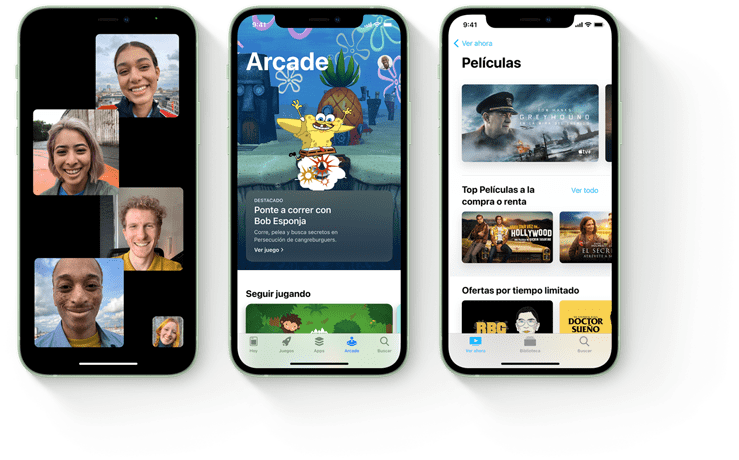 9:41
Arcade
DESTACADO
Ponte a correr con
Bob Esponja
Corre, pelea y busca secretos en
Persecución de cangreburguers.
Ver juego >
Seguir jugando
Hoy
Juegos
Apps
Arcade
Buscar
9:41
Ver ahora
Películas
TOM HANKS
GREYHOUND
tv+
Top Películas a la
compra o renta
Ver todo
HOLLYWOOD
EL SECRE
Ofertas por tiempo limitado
RBG
DOCTOR
SUEÑO
Ver ahora
Biblioteca
Buscar